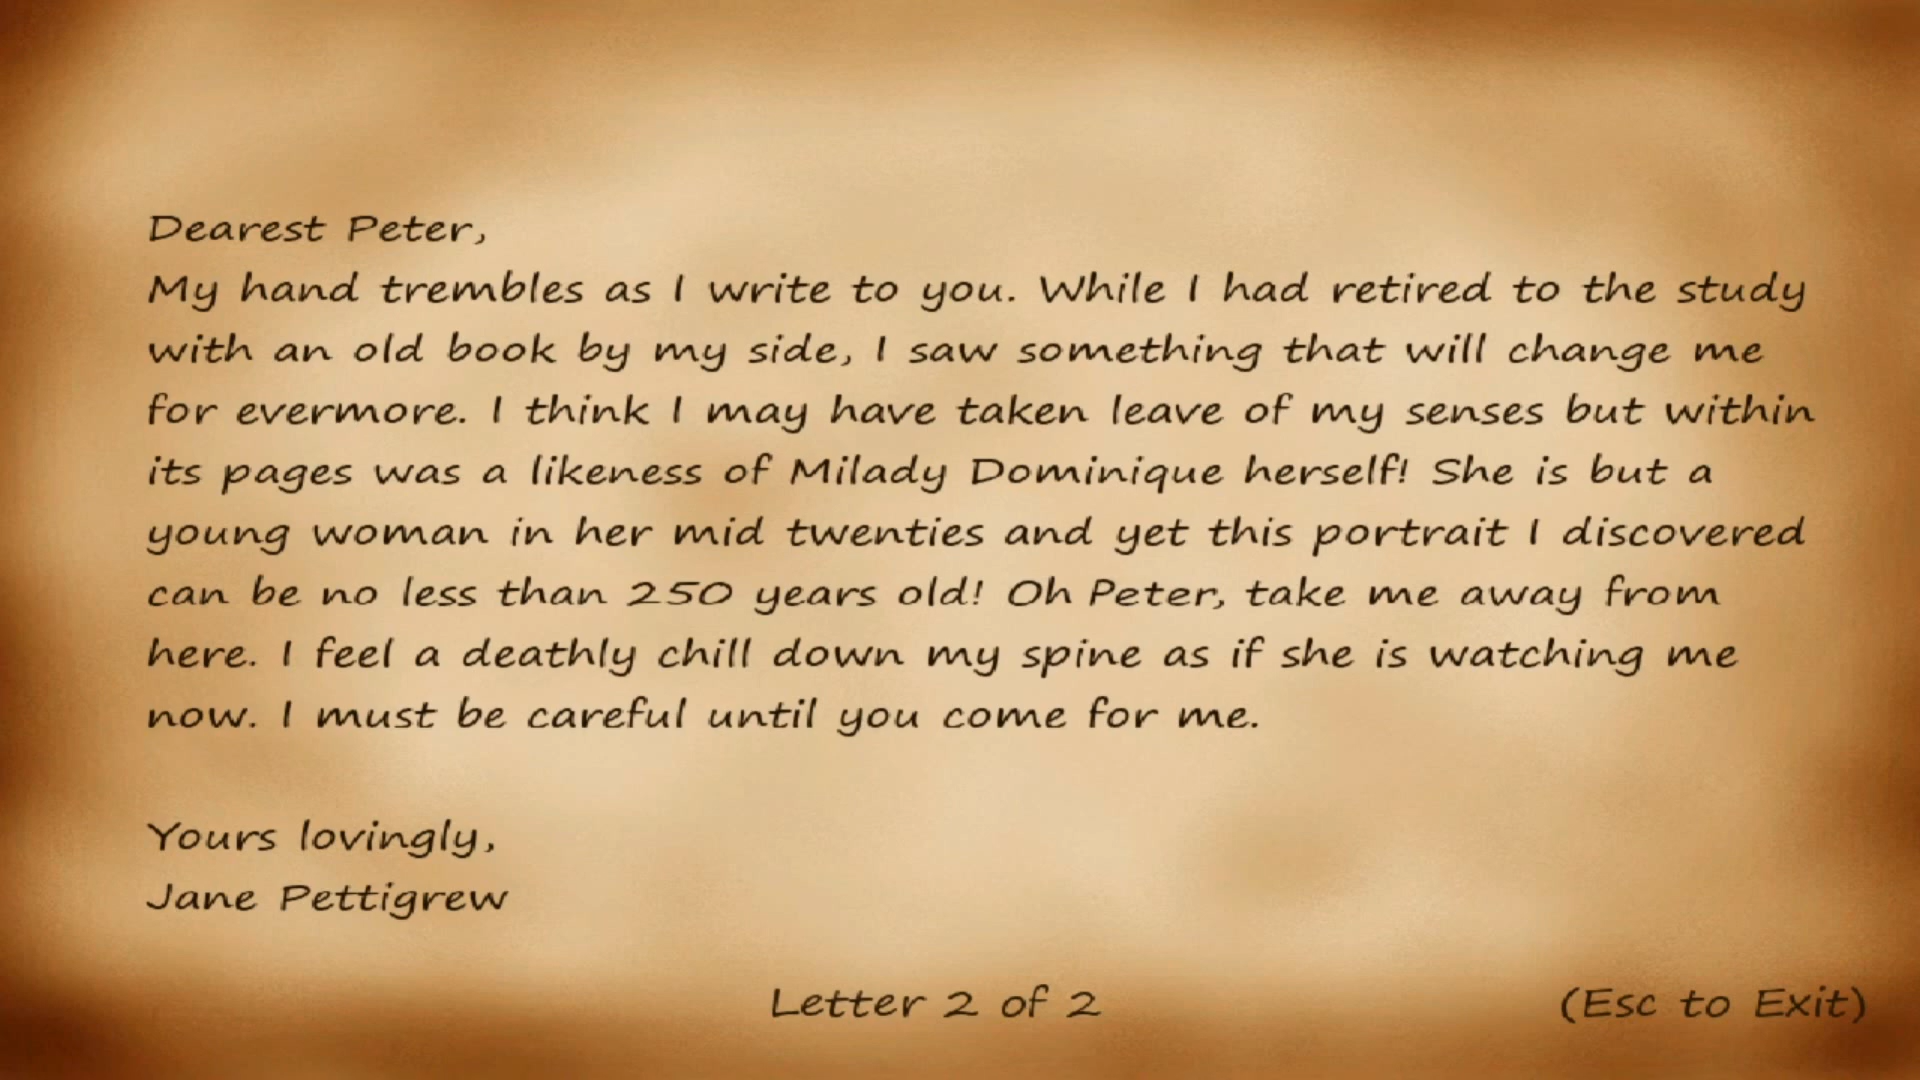 Dearest Peter,
My hand trembles as I write to you. While I had retired to the study
with an old book by my side, I saw something that will change me
for evermore. I think I may have taken leave of my senses but within
its pages was a likeness of Milady Dominique herself! She is but a
young woman in her mid twenties and yet this portrait I discovered
can be no less than 250 years old! Oh Peter, take me away from
here. I feel a deathly chill down my spine as if she is watching me
now. I must be careful until you come for me.
Yours lovingly,
Jane Pettigrew
Letter 2 of 2
(Esc to Exit)